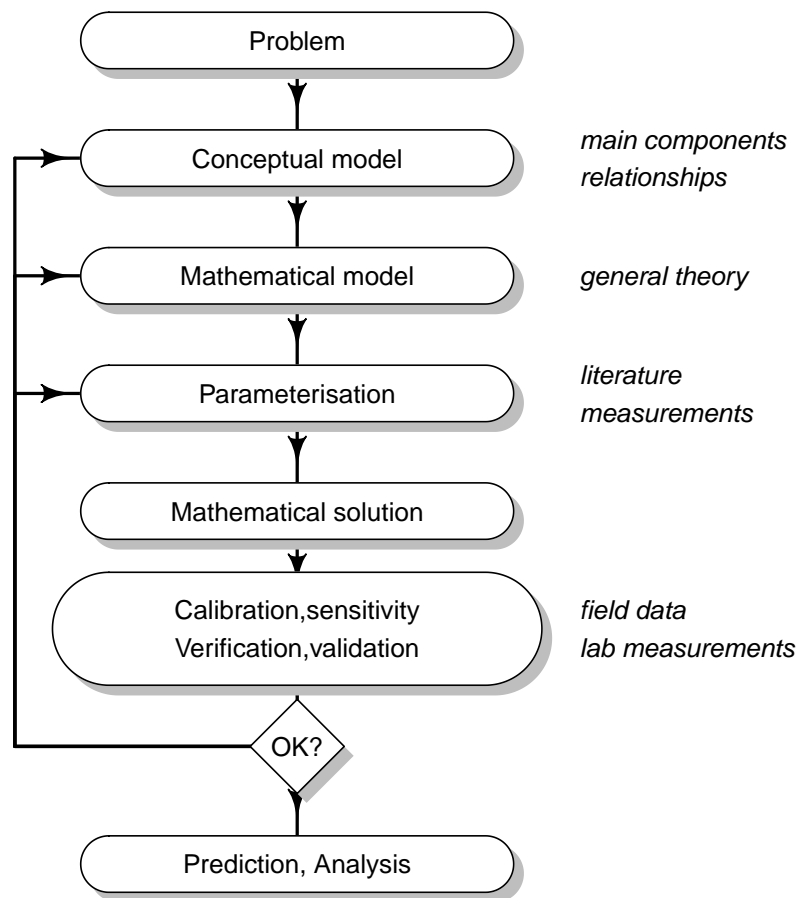 Problem
Conceptual model
main components
relationships
Mathematical model
general theory
Parameterisation
literature
measurements
Mathematical solution
Calibration,sensitivity
Verification,validation
field data
lab measurements
OK?
Prediction, Analysis